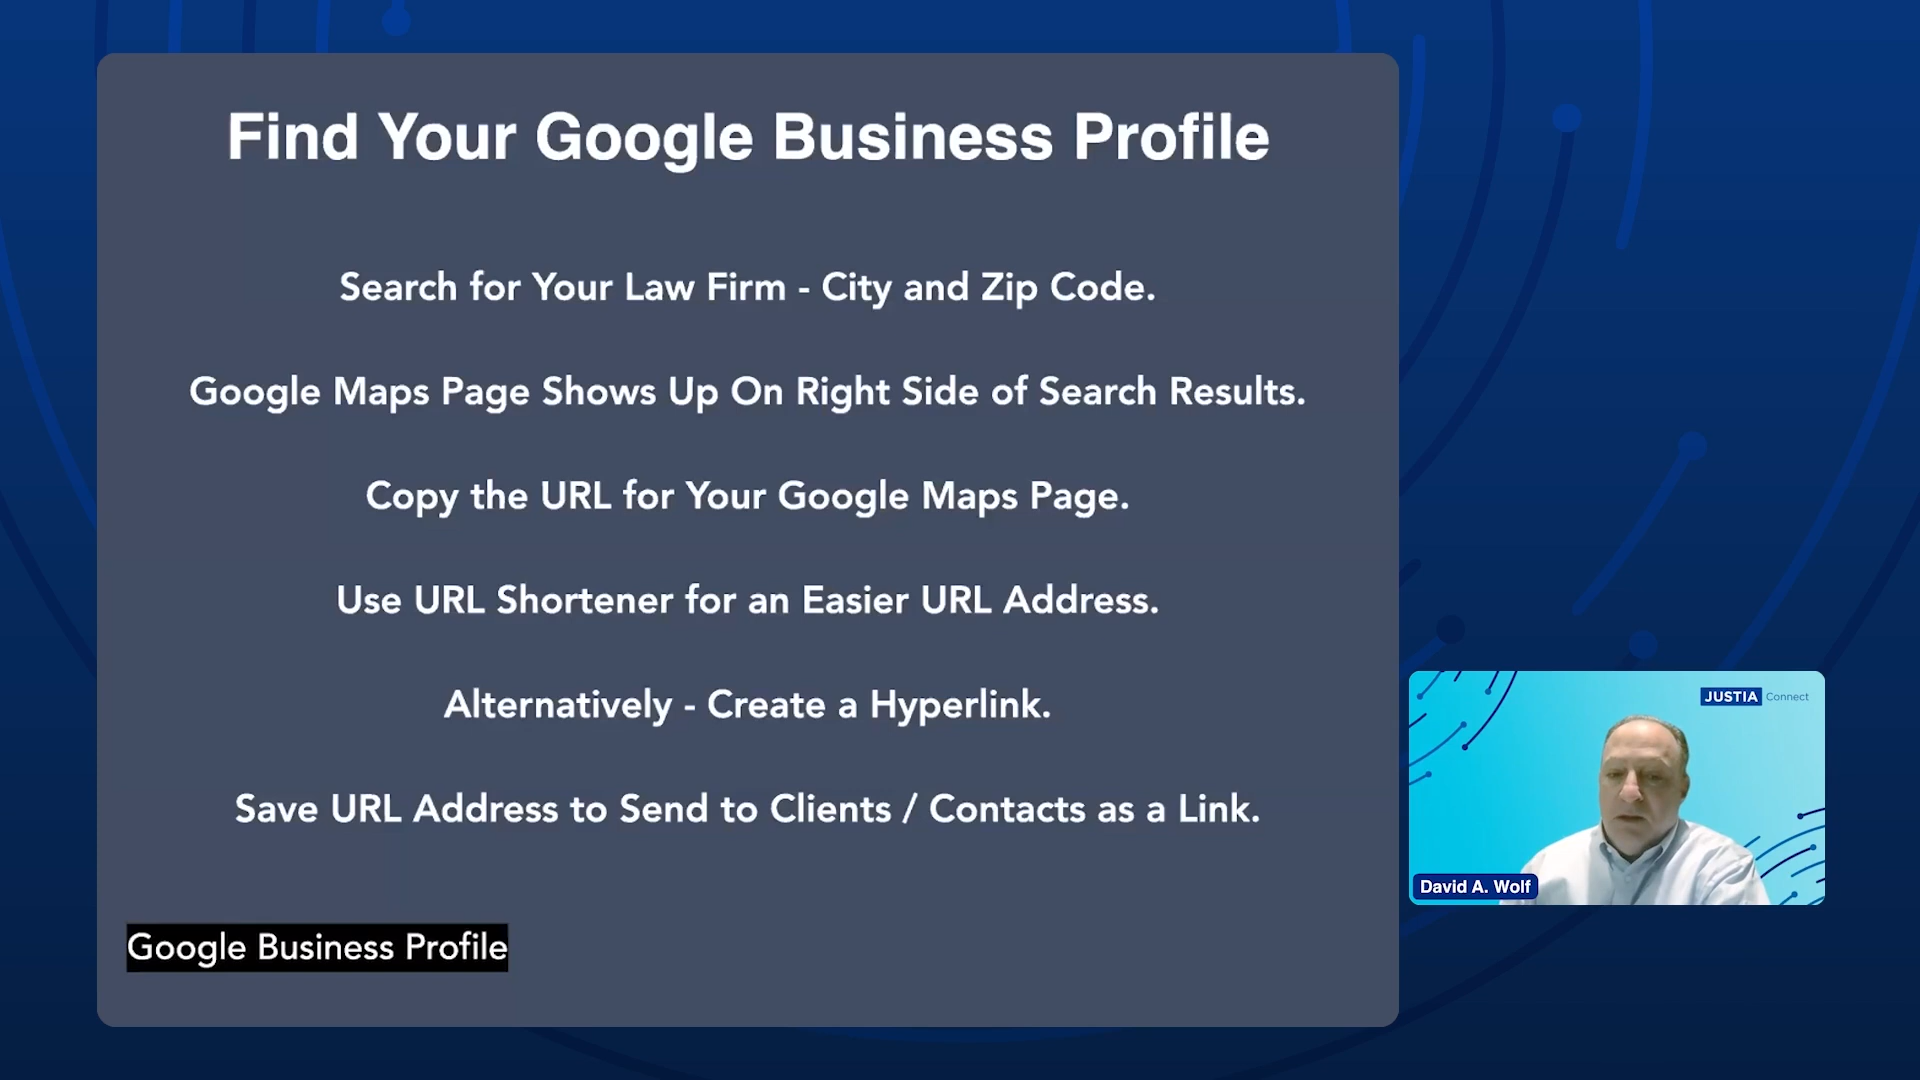 Find Your Google Business Profile
Search for Your Law Firm - City and Zip Code.
Google Maps Page Shows Up On Right Side of Search Results.
Copy the URL for Your Google Maps Page.
Use URL Shortener for an Easier URL Address.
Alternatively - Create a Hyperlink.
Save URL Address to Send to Clients / Contacts as a Link.
Google Business Profile
JUSTIA Connect
David A. Wolf